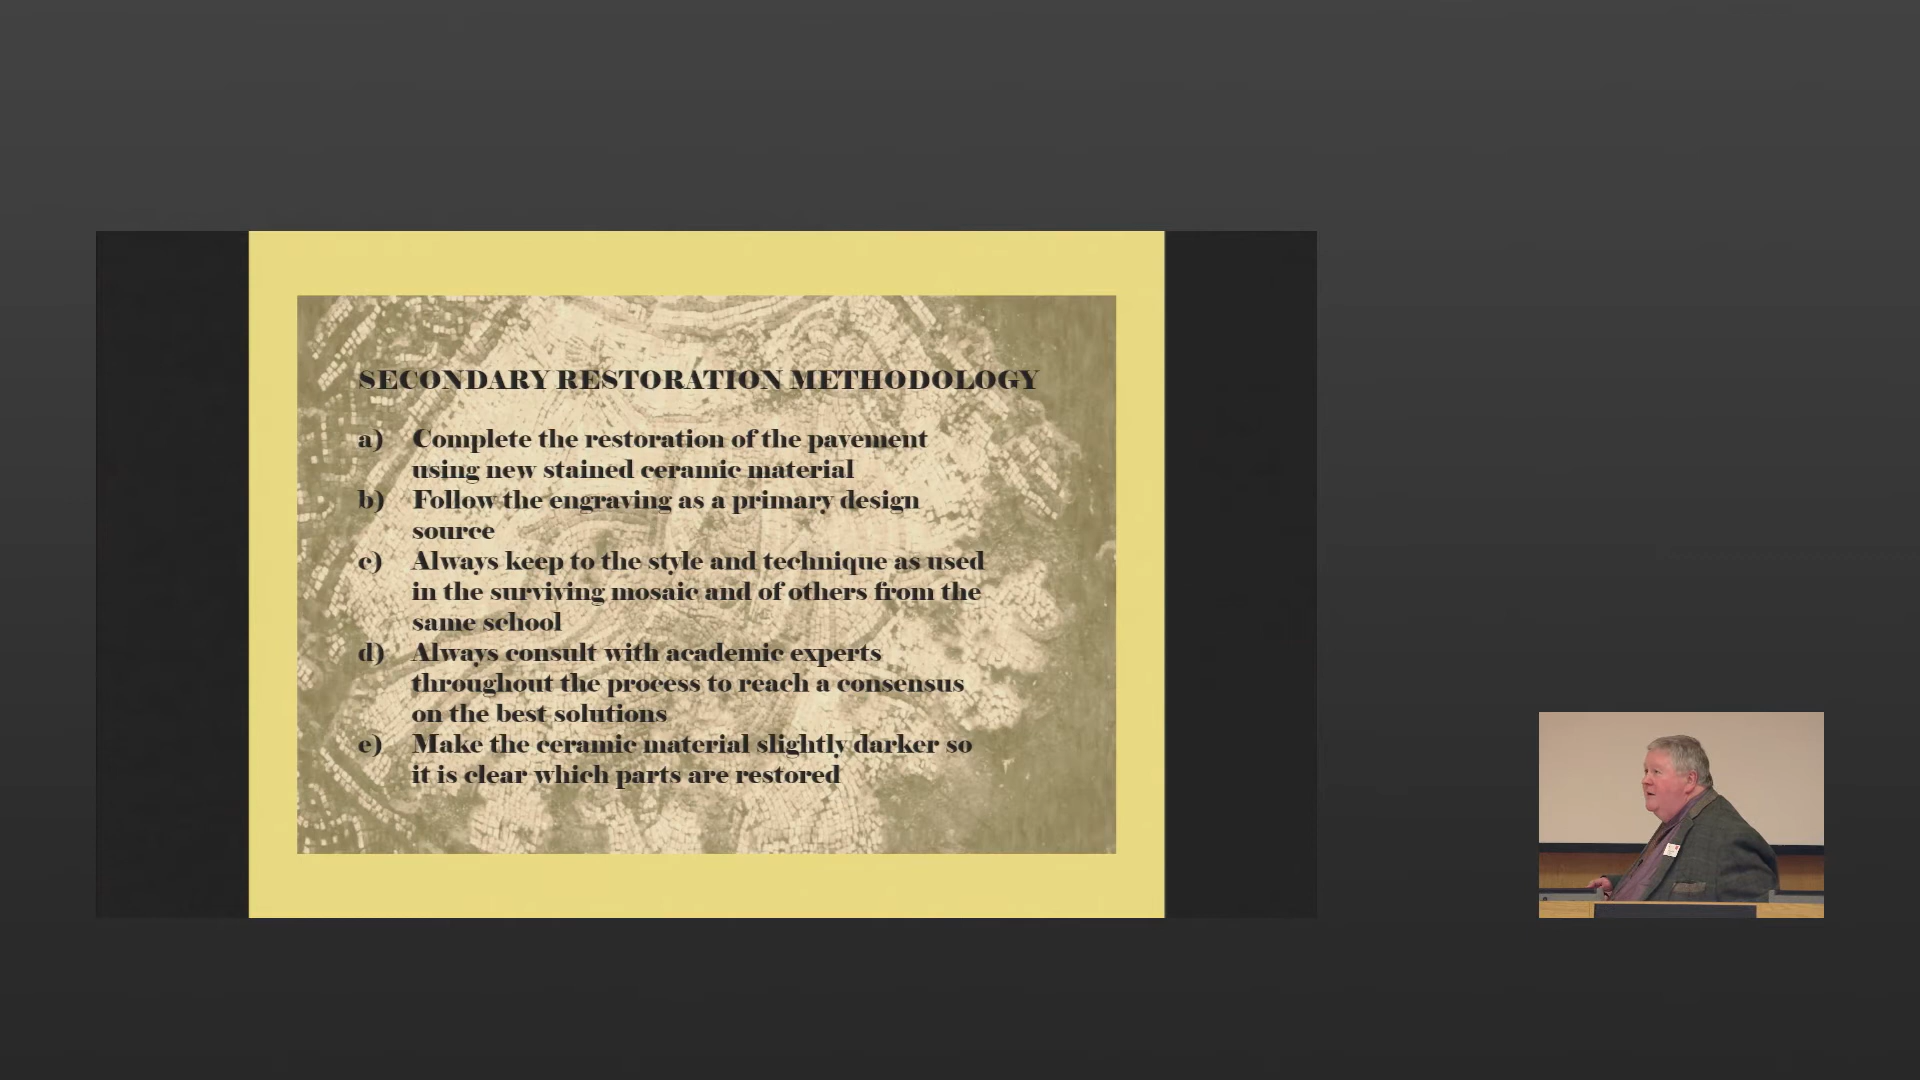 SECONDARY RESTORATION METHODOLOGY
a) Complete the restoration of the pavement
using new stained ceramic material
b) Follow the engraving as a primary design
source
c) Always keep to the style and technique as used
in the surviving mosaic and of others from the
same school
d) Always consult with academic experts
throughout the process to reach a consensus
on the best solutions
e) Make the ceramic material slightly darker so
it is clear which parts are restored